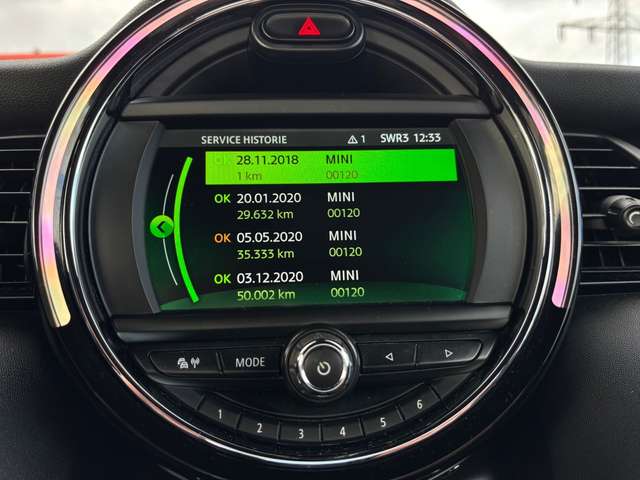 SERVICE HISTORIE 1 SWR3 12:33
OK 28.11.2018 MINI
1 km 00120
OK 20.01.2020 MINI
29.632 km 00120
OK 05.05.2020 MINI
35.333 km 00120
OK 03.12.2020 MINI
50.002 km 00120
MODE
1 2 3 4 5 6